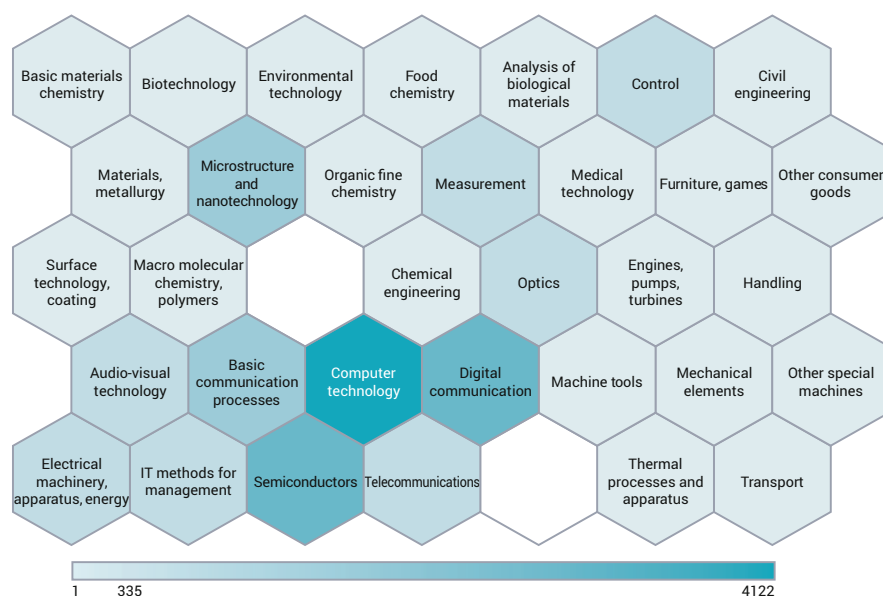 Basic materials
chemistry
Biotechnology
Environmental
technology
Food
chemistry
Analysis of
biological
materials
Control
Civil
engineering
Materials,
metallurgy
Microstructure
and
nanotechnology
Organic fine
chemistry
Measurement
Medical
technology
Furniture, games
Other consumer
goods
Surface
technology,
coating
Macro molecular
chemistry,
polymers
Chemical
engineering
Optics
Engines,
pumps,
turbines
Handling
Audio-visual
technology
Basic
communication
processes
Computer
technology
Digital
communication
Machine tools
Mechanical
elements
Other special
machines
Electrical
machinery,
apparatus, energy
IT methods for
management
Semiconductors
Telecommunications
Thermal
processes and
apparatus
Transport
1 335 4122